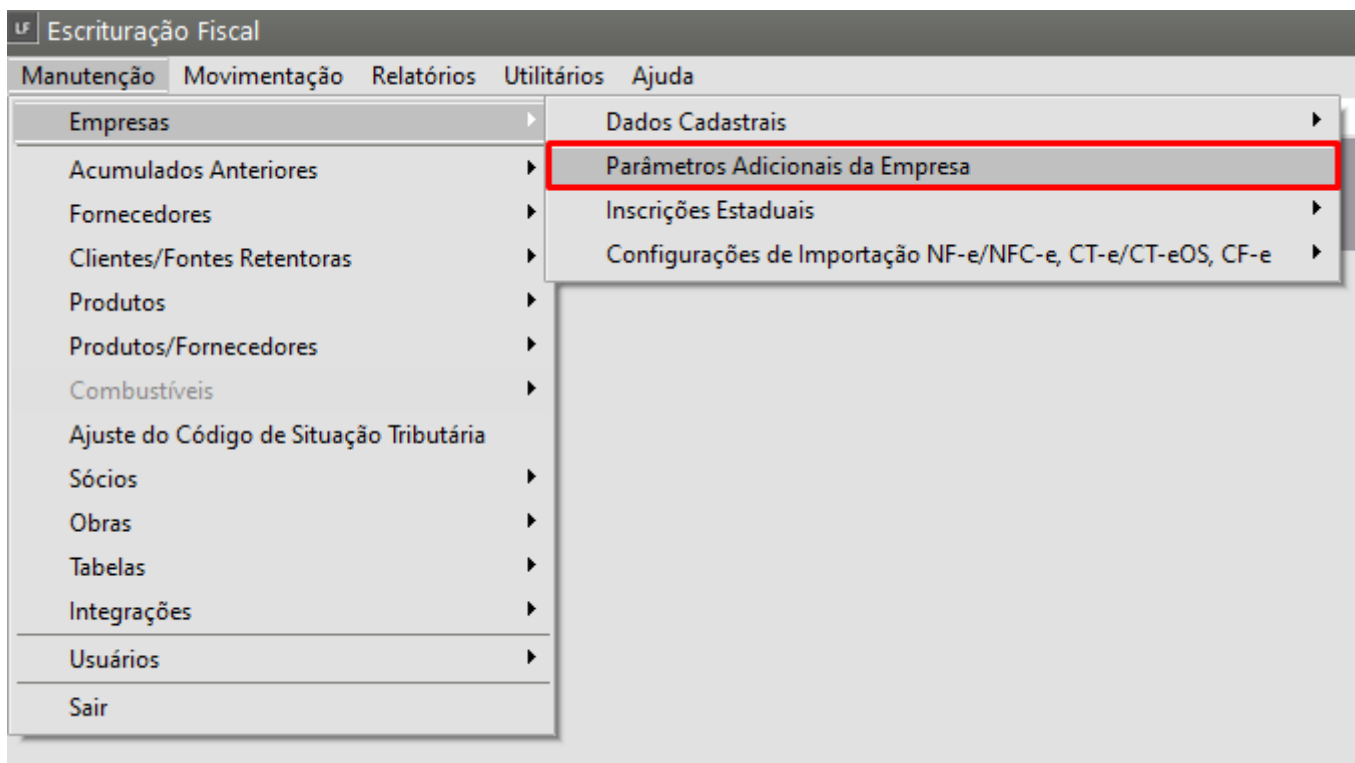 LF Escrituração Fiscal
Manutenção Movimentação Relatórios Utilitários Ajuda
Empresas
Acumulados Anteriores
Fornecedores
Clientes/Fontes Retentoras
Produtos
Produtos/Fornecedores
Combustíveis
Ajuste do Código de Situação Tributária
Sócios
Obras
Tabelas
Integrações
Usuários
Sair
Dados Cadastrais
Parâmetros Adicionais da Empresa
Inscrições Estaduais
Configurações de Importação NF-e/NFC-e, CT-e/CT-eOS, CF-e